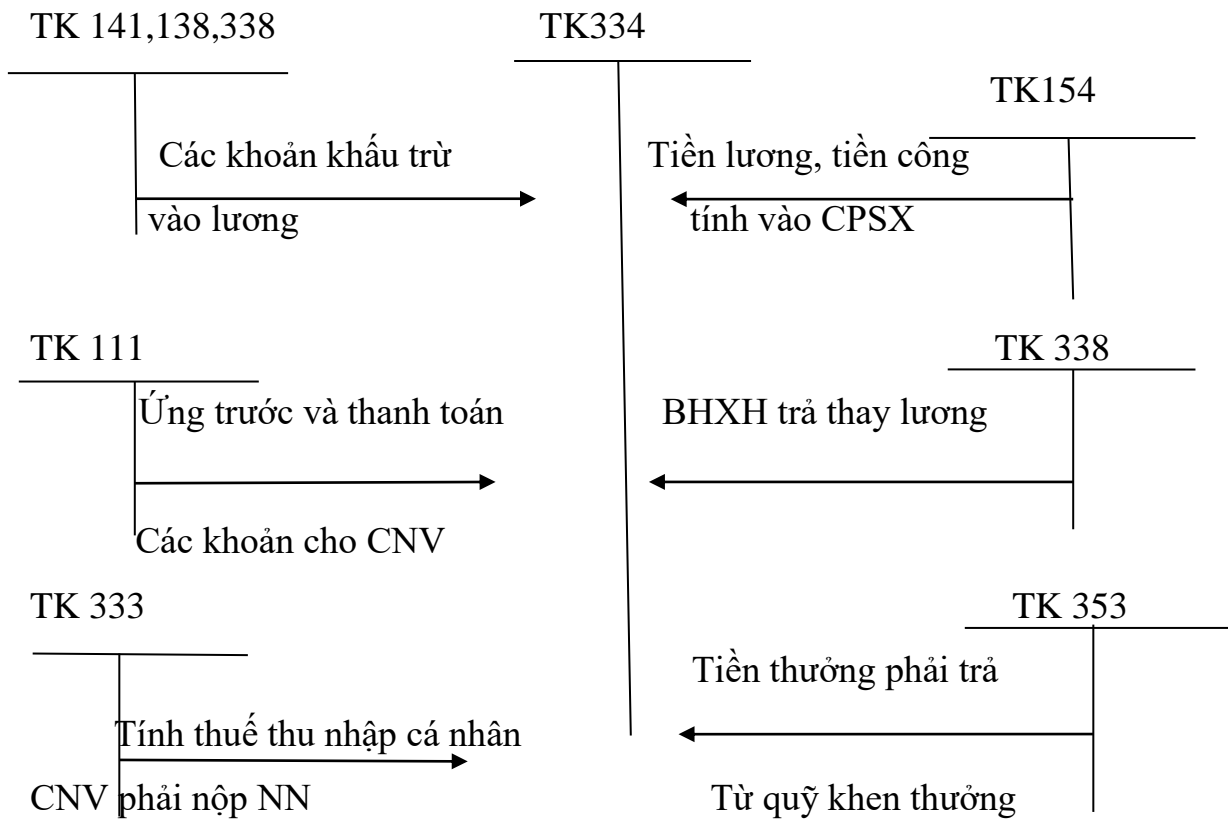 TK 141,138,338
TK334
TK154
Các khoản khấu trừ
vào lương
Tiền lương, tiền công
tính vào CPSX
TK 111
TK 338
Ứng trước và thanh toán
BHXH trả thay lương
Các khoản cho CNV
TK 333
TK 353
Tính thuế thu nhập cá nhân
CNV phải nộp NN
Tiền thưởng phải trả
Từ quỹ khen thưởng